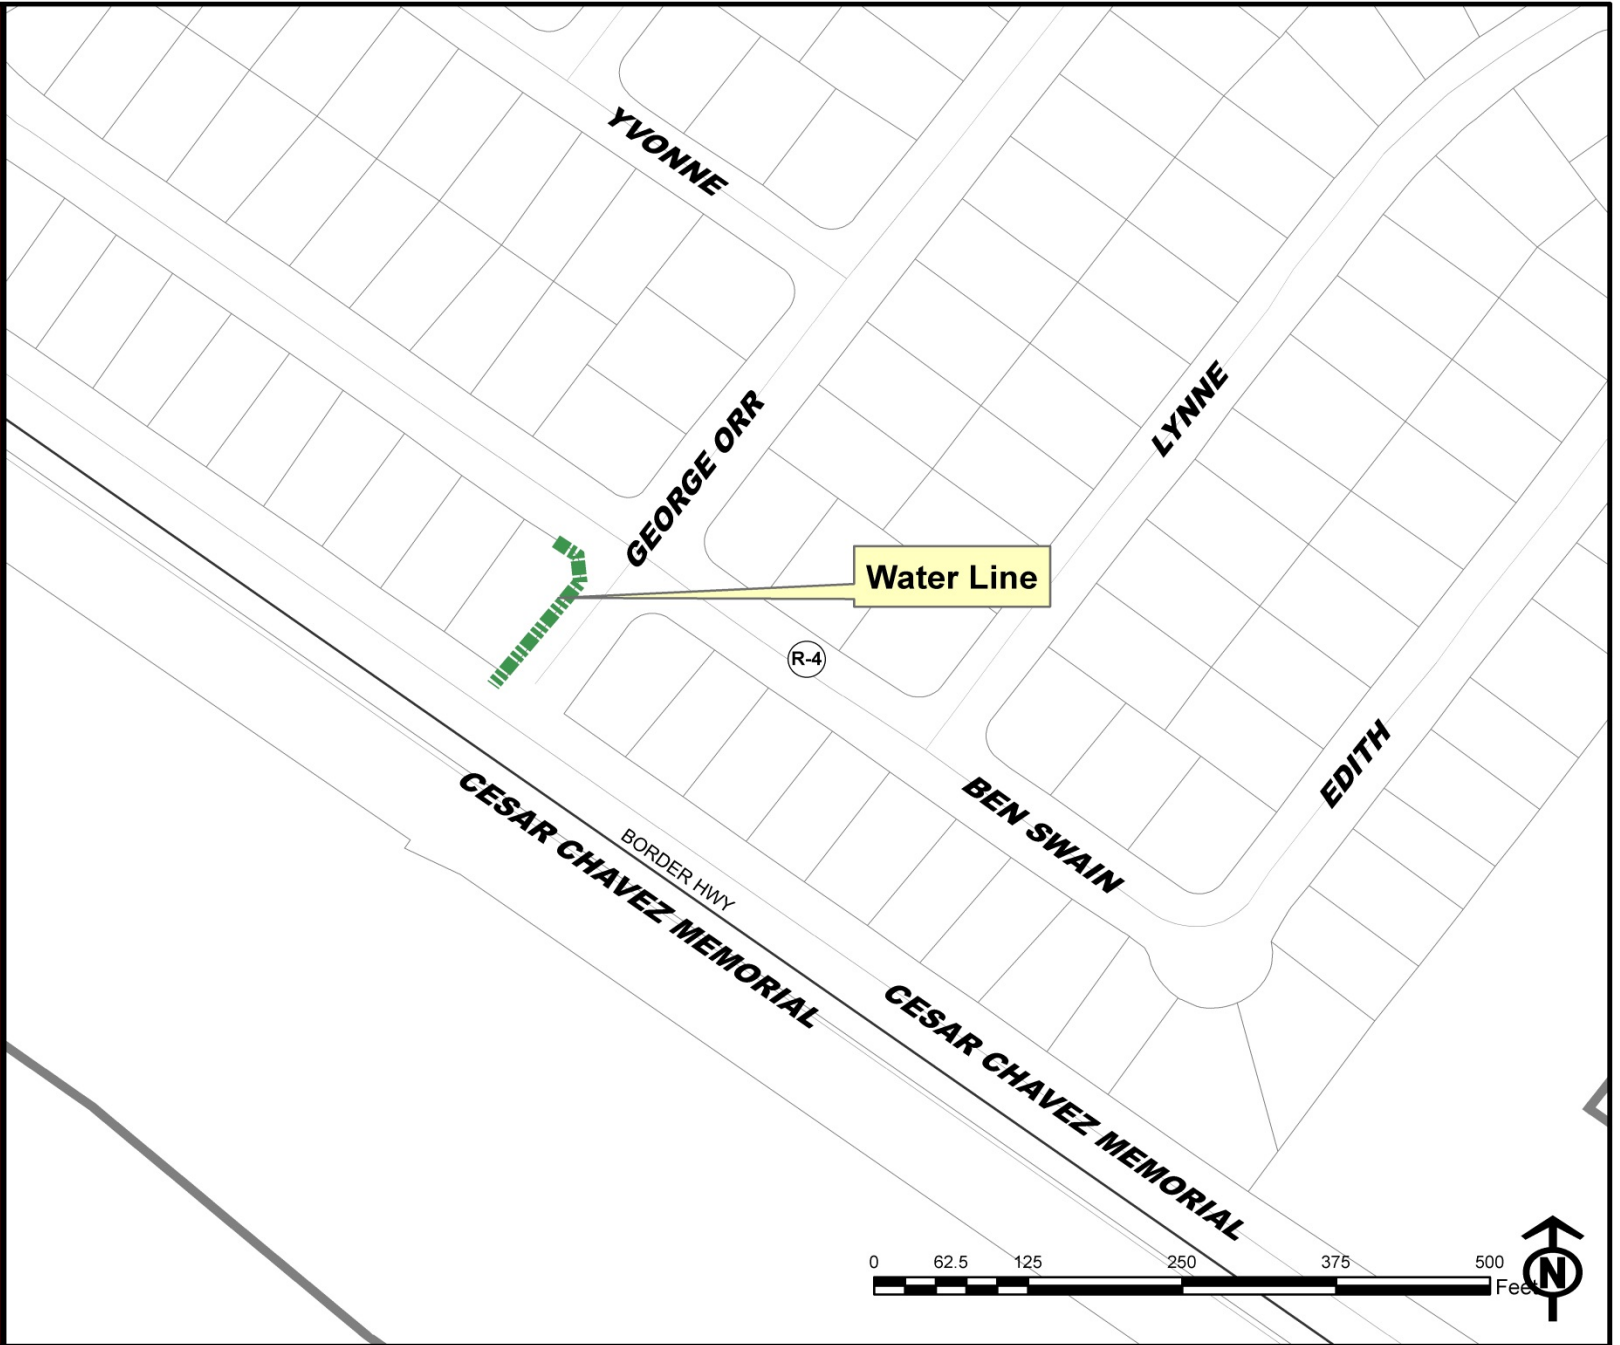 YVONNE
LYNNE
GEORGE ORR
Water Line
R-4
EDITH
BEN SWAIN
CESAR CHAVEZ MEMORIAL
BORDER HWY
CESAR CHAVEZ MEMORIAL
0 62.5 125 250 375 500
Feet
N